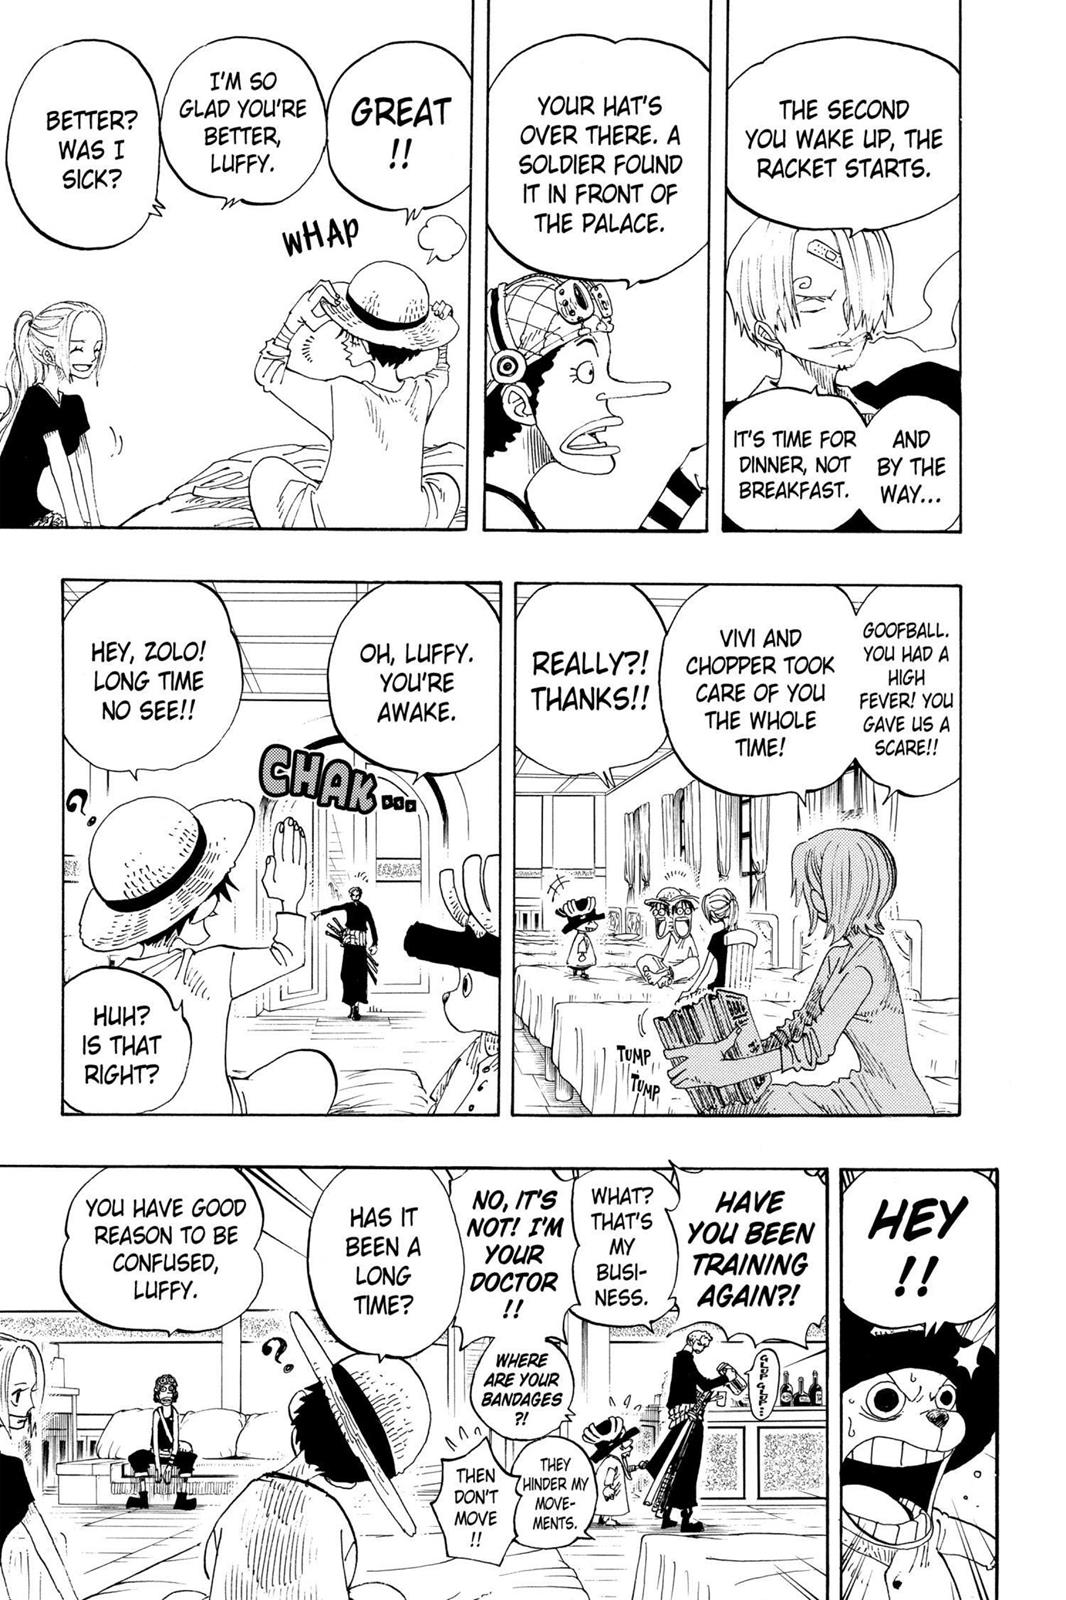 THE SECOND
YOU WAKE UP, THE
RACKET STARTS.
AND
BY THE
WAY...
IT'S TIME FOR
DINNER, NOT
BREAKFAST.
YOUR HAT'S
OVER THERE. A
SOLDIER FOUND
IT IN FRONT OF
THE PALACE.
GREAT
!!
WHAP
I'M SO
GLAD YOU'RE
BETTER,
LUFFY.
BETTER?
WAS I
SICK?
GOOFBALL.
YOU HAD A
HIGH
FEVER! YOU
GAVE US A
SCARE!!
VIVI AND
CHOPPER TOOK
CARE OF YOU
THE WHOLE
TIME!
REALLY?!
THANKS!!
TUMP
TUMP
OH, LUFFY.
YOU'RE
AWAKE.
CHAK...
HEY, ZOLO!
LONG TIME
NO SEE!!
?
HUH?
IS THAT
RIGHT?
HEY
!!
HAVE
YOU BEEN
TRAINING
AGAIN?!
GLUP GLUP...
WHAT?
THAT'S
MY
BUSI-
NESS.
NO, IT'S
NOT! I'M
YOUR
DOCTOR
!!
WHERE
ARE YOUR
BANDAGES
?!
THEY
HINDER MY
MOVE-
MENTS.
THEN
DON'T
MOVE
!!
HAS IT
BEEN A
LONG
TIME?
?
YOU HAVE GOOD
REASON TO BE
CONFUSED,
LUFFY.